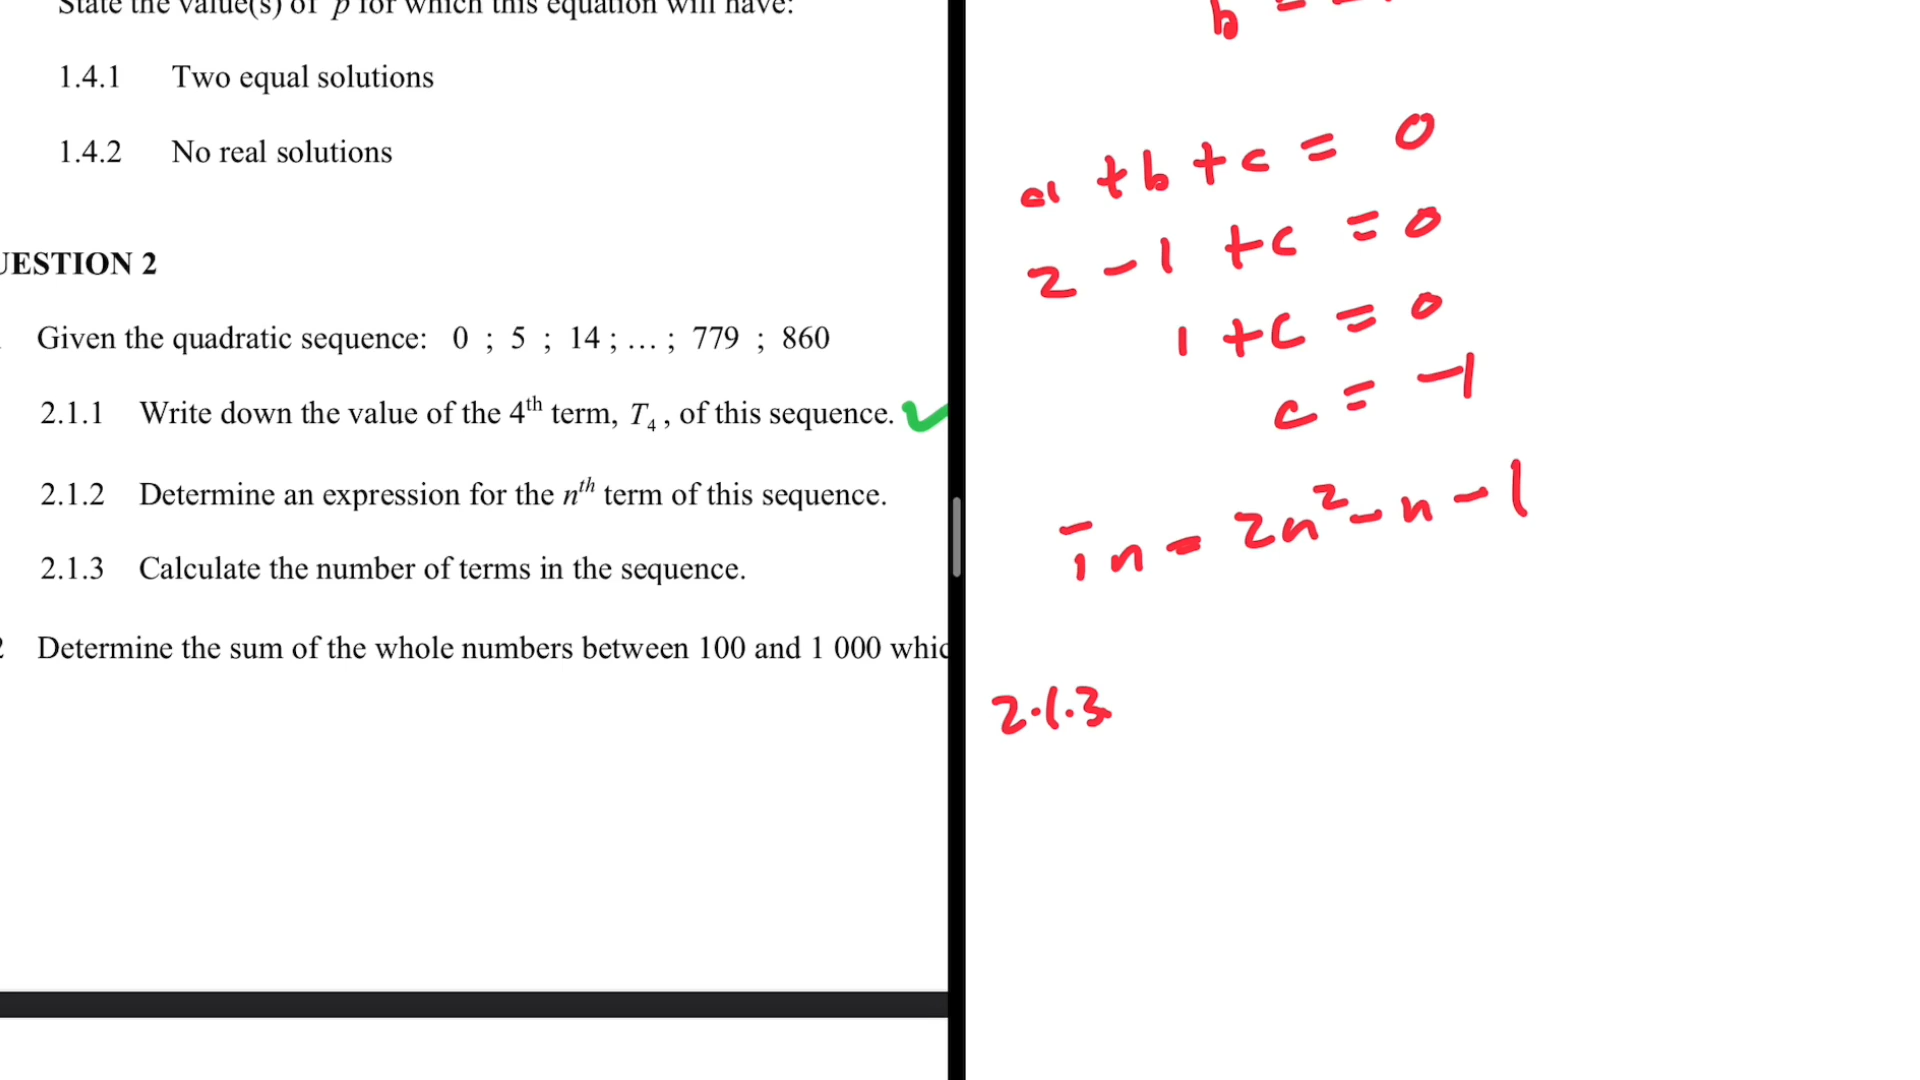 State the value(s) of p for which this equation will have:
1.4.1 Two equal solutions
1.4.2 No real solutions
UESTION 2
Given the quadratic sequence: 0 ; 5 ; 14 ; … ; 779 ; 860
2.1.1 Write down the value of the 4th term, T₄ , of this sequence.
2.1.2 Determine an expression for the nth term of this sequence.
2.1.3 Calculate the number of terms in the sequence.
Determine the sum of the whole numbers between 100 and 1 000
b =
a + b + c = 0
2 - 1 + c = 0
1 + c = 0
c = -1
Tn = 2n² - n - 1
2.1.3